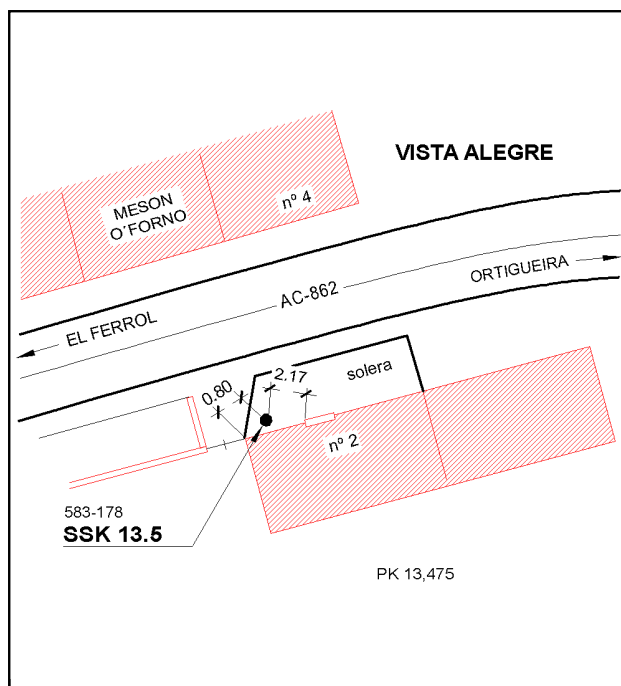 VISTA ALEGRE
MESON
O´FORNO
nº 4
AC-862
ORTIGUEIRA
EL FERROL
solera
2.17
0.80
nº 2
583-178
SSK 13.5
PK 13,475